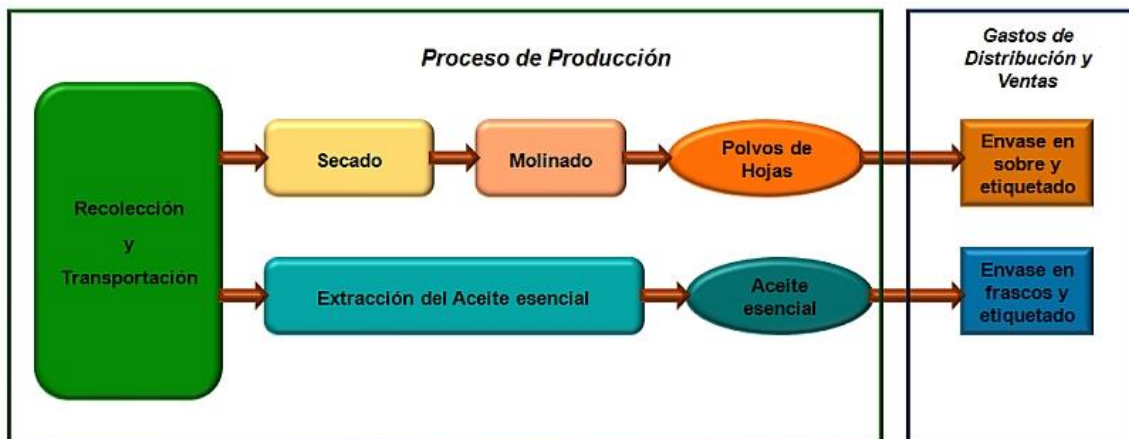 Proceso de Producción
Gastos de
Distribución y
Ventas
Recolección
y
Transportación
Secado
Molinado
Polvos de
Hojas
Envase en
sobre y
etiquetado
Extracción del Aceite esencial
Aceite
esencial
Envase en
frascos y
etiquetado